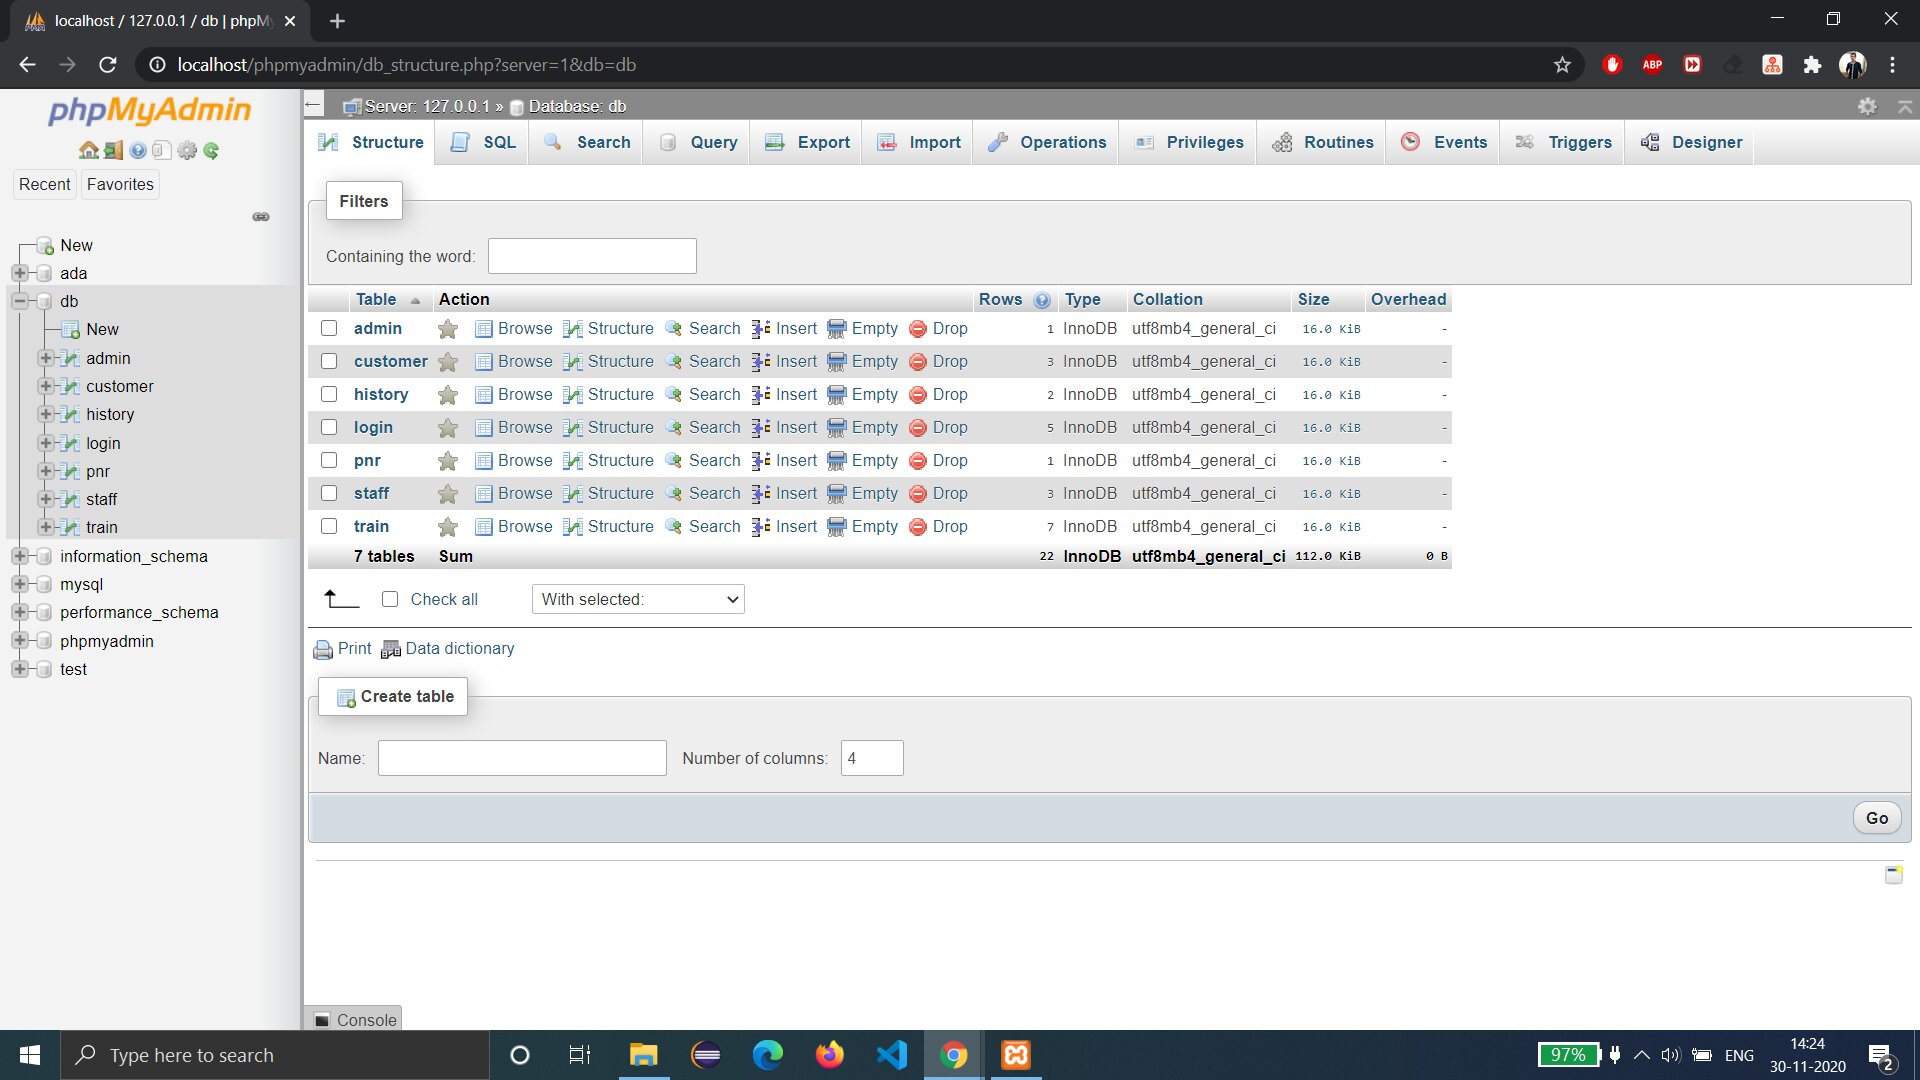 localhost / 127.0.0.1 / db | phpM
localhost/phpmyadmin/db_structure.php?server=1&db=db
ABP
phpMyAdmin
Recent Favorites
New
ada
db
New
admin
customer
history
login
pnr
staff
train
information_schema
mysql
performance_schema
phpmyadmin
test
Server: 127.0.0.1 » Database: db
Structure SQL Search Query Export Import Operations Privileges Routines Events Triggers Designer
Filters
Containing the word:
Table Action Rows Type Collation Size Overhead
admin Browse Structure Search Insert Empty Drop 1 InnoDB utf8mb4_general_ci 16.0 KiB -
customer Browse Structure Search Insert Empty Drop 3 InnoDB utf8mb4_general_ci 16.0 KiB -
history Browse Structure Search Insert Empty Drop 2 InnoDB utf8mb4_general_ci 16.0 KiB -
login Browse Structure Search Insert Empty Drop 5 InnoDB utf8mb4_general_ci 16.0 KiB -
pnr Browse Structure Search Insert Empty Drop 1 InnoDB utf8mb4_general_ci 16.0 KiB -
staff Browse Structure Search Insert Empty Drop 3 InnoDB utf8mb4_general_ci 16.0 KiB -
train Browse Structure Search Insert Empty Drop 7 InnoDB utf8mb4_general_ci 16.0 KiB -
7 tables Sum 22 InnoDB utf8mb4_general_ci 112.0 KiB 0 B
Check all With selected:
Print Data dictionary
Create table
Name: Number of columns: 4
Go
Console
Type here to search
97% ENG
14:24
30-11-2020
2